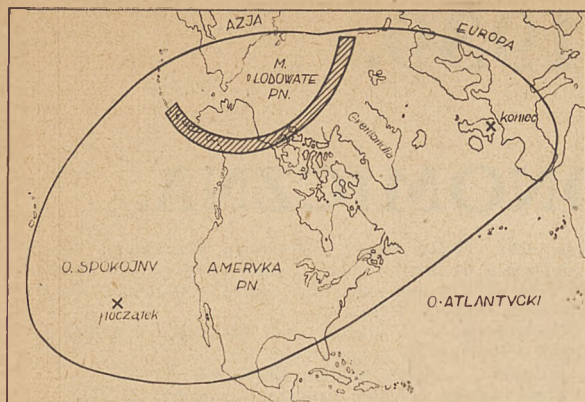 AZJA
EUROPA
M.
LODOWATE
PN.
Grenlandia
koniec
O. SPOKOJNY
AMERYKA
PN.
początek
O. ATLANTYCKI